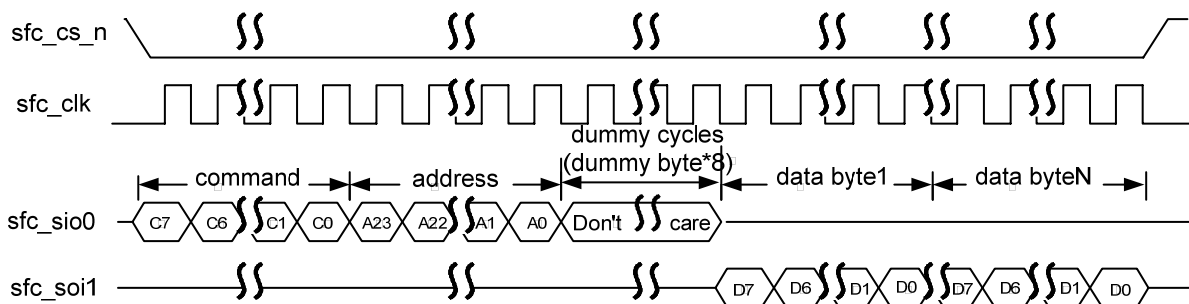 sfc_cs_n
sfc_clk
dummy cycles
(dummy byte*8)
command address data byte1 data byteN
sfc_sio0 C7 C6 C1 C0 A23 A22 A1 A0 Don't care
sfc_soi1 D7 D6 D1 D0 D7 D6 D1 D0